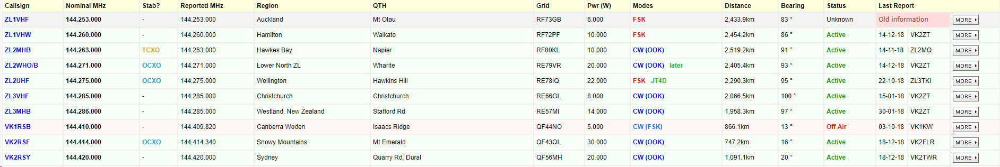 Callsign Nominal MHz Stab? Reported MHz Region QTH Grid Pwr (W) Modes Distance Bearing Status Last Report
ZL1VHF 144.253.000 - 144.253.000 Auckland Mt Otau RF73GB 6.000 FSK 2,433.9km 83 ° Unknown Old information MORE
ZL1VHW 144.260.000 - 144.260.000 Hamilton Waikato RF72PF 10.000 FSK 2,454.2km 86 ° Active 14-12-18 VK2ZT MORE
ZL2MHB 144.263.000 TCXO 144.263.000 Hawkes Bay Napier RF80KL 10.000 CW (OOK) 2,519.2km 91 ° Active 14-11-18 ZL2MQ MORE
ZL2WHO/B 144.271.000 OCXO 144.271.000 Lower North ZL Wharite RE79VR 20.000 CW (OOK) later 2,405.4km 93 ° Active 14-12-18 VK2ZT MORE
ZL2UHF 144.275.000 OCXO 144.275.000 Wellington Hawkins Hill RE78IQ 22.000 FSK JT4D 2,290.3km 95 ° Active 22-10-18 ZL3TKI MORE
ZL3VHF 144.285.000 - 144.285.000 Christchurch Christchurch RE66GL 8.000 CW (OOK) 2,066.5km 100 ° Active 15-01-18 VK2ZT MORE
ZL3MHB 144.286.000 - 144.285.000 Westland, New Zealand Stafford Rd RE57MI 14.000 CW (OOK) 1,958.3km 97 ° Active 30-01-18 VK2ZT MORE
VK1RSB 144.410.000 - 144.409.820 Canberra Woden Isaacs Ridge QF44NO 5.000 CW (FSK) 866.1km 13 ° Off Air 03-10-18 VK1KW MORE
VK2RSF 144.414.000 OCXO 144.414.340 Snowy Mountains Mt Emerald QF43QL 30.000 CW (OOK) 747.2km 16 ° Active 18-12-18 VK2FLR MORE
VK2RSY 144.420.000 - 144.420.000 Sydney Quarry Rd, Dural QF56MH 20.000 CW (OOK) 1,091.1km 20 ° Active 18-12-18 VK2TWR MORE